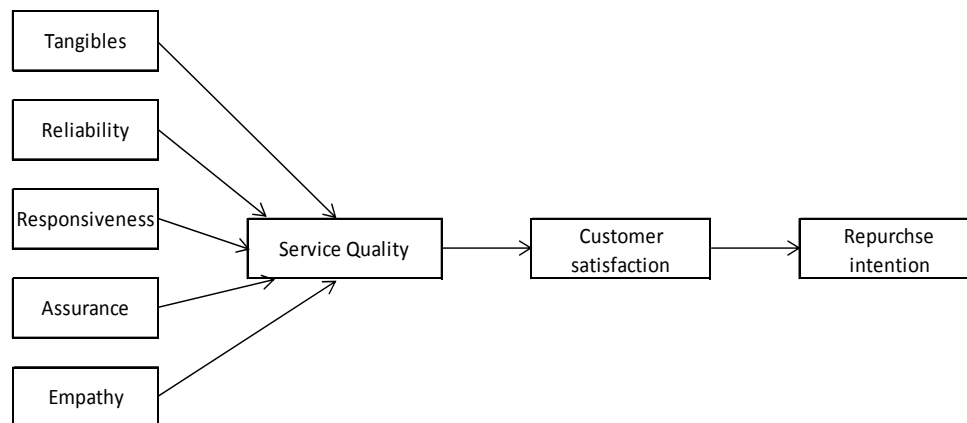 Tangibles
Reliability
Responsiveness
Assurance
Empathy
Service Quality
Customer
satisfaction
Repurchse
intention